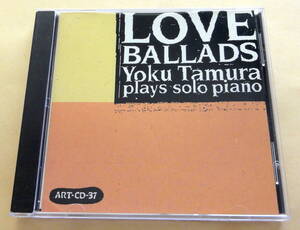 LOVE
BALLADS
Yoku Tamura
plays solo piano
ART-CD-37